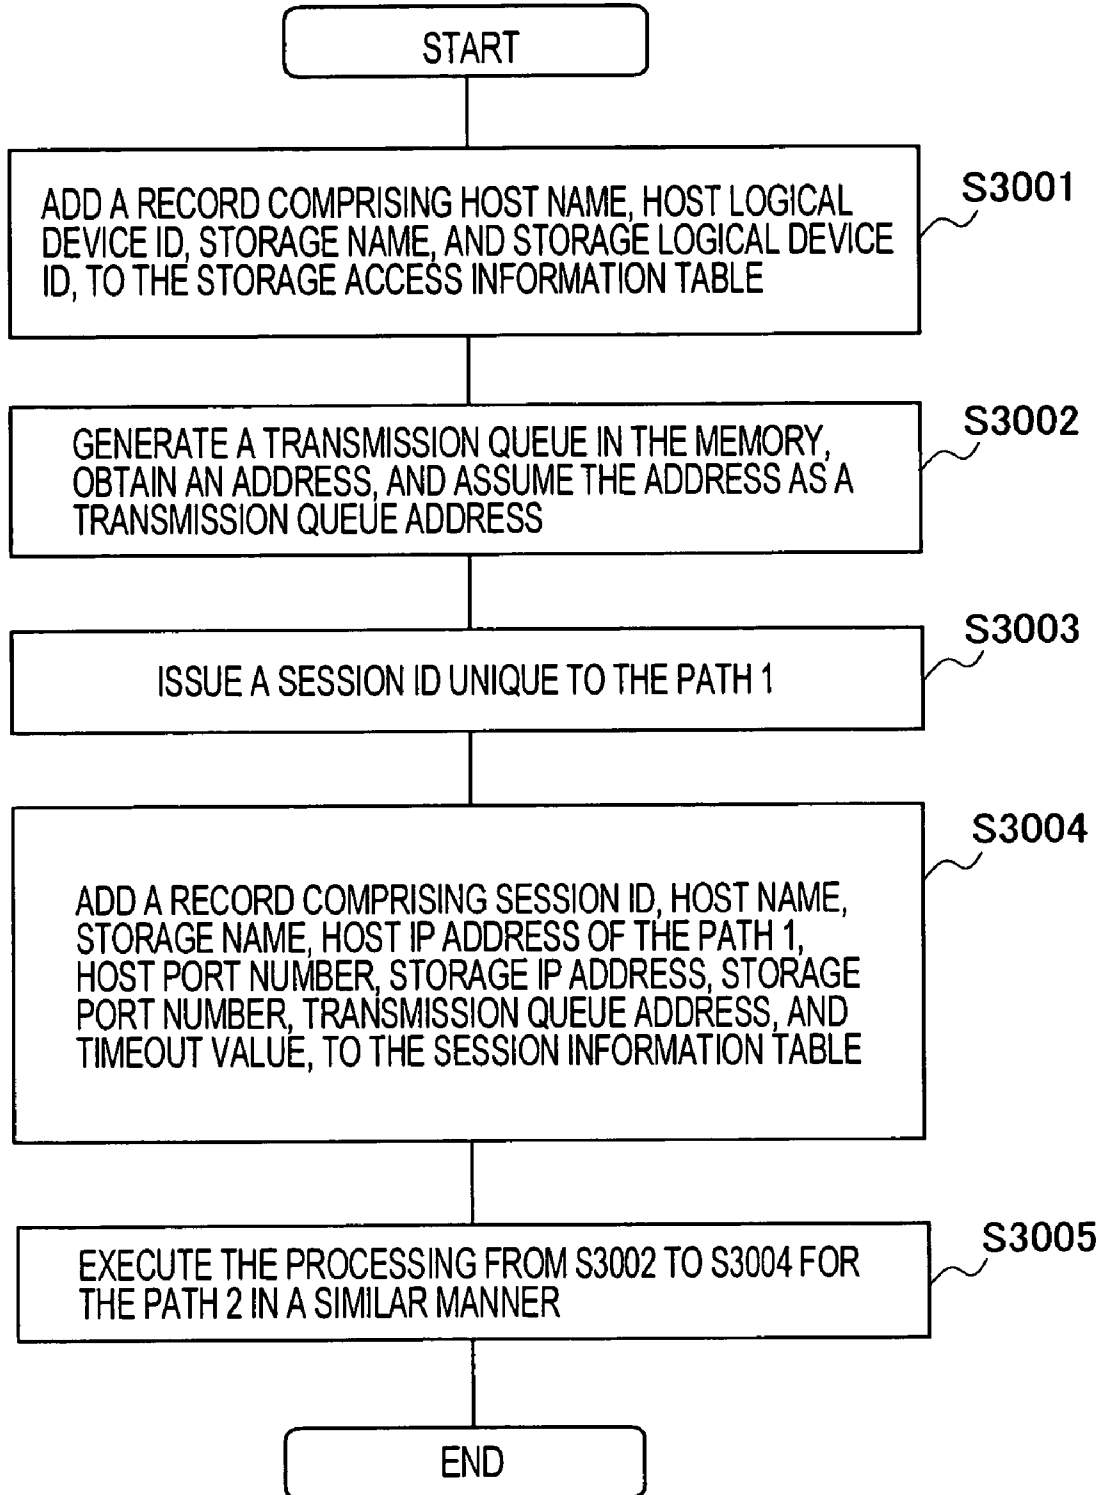 START
S3001
ADD A RECORD COMPRISING HOST NAME, HOST LOGICAL
DEVICE ID, STORAGE NAME, AND STORAGE LOGICAL DEVICE
ID, TO THE STORAGE ACCESS INFORMATION TABLE
S3002
GENERATE A TRANSMISSION QUEUE IN THE MEMORY,
OBTAIN AN ADDRESS, AND ASSUME THE ADDRESS AS A
TRANSMISSION QUEUE ADDRESS
S3003
ISSUE A SESSION ID UNIQUE TO THE PATH 1
S3004
ADD A RECORD COMPRISING SESSION ID, HOST NAME,
STORAGE NAME, HOST IP ADDRESS OF THE PATH 1,
HOST PORT NUMBER, STORAGE IP ADDRESS, STORAGE
PORT NUMBER, TRANSMISSION QUEUE ADDRESS, AND
TIMEOUT VALUE, TO THE SESSION INFORMATION TABLE
S3005
EXECUTE THE PROCESSING FROM S3002 TO S3004 FOR
THE PATH 2 IN A SIMILAR MANNER
END